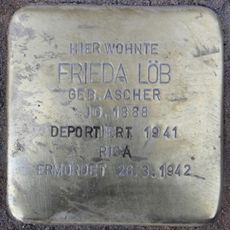 HIER WOHNTE
FRIEDA LÖB
GEB. ASCHER
JG. 1888
DEPORTIERT 1941
RIGA
ERMORDET 26.3.1942